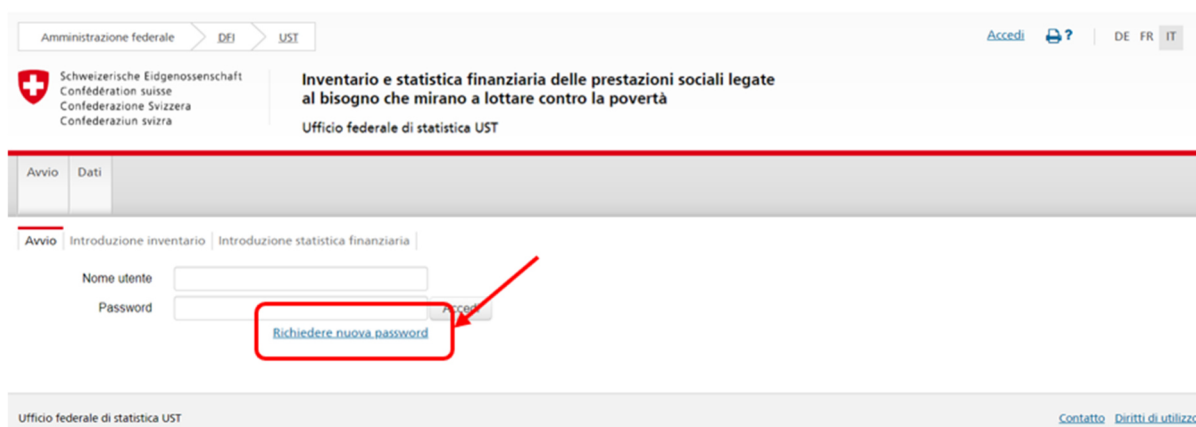 Amministrazione federale DFI UST
Accedi ? DE FR IT
Schweizerische Eidgenossenschaft
Confédération suisse
Confederazione Svizzera
Confederaziun svizra
Inventario e statistica finanziaria delle prestazioni sociali legate
al bisogno che mirano a lottare contro la povertà
Ufficio federale di statistica UST
Avvio Dati
Avvio Introduzione inventario Introduzione statistica finanziaria
Nome utente
Password Accedi
Richiedere nuova password
Ufficio federale di statistica UST
Contatto Diritti di utilizzo